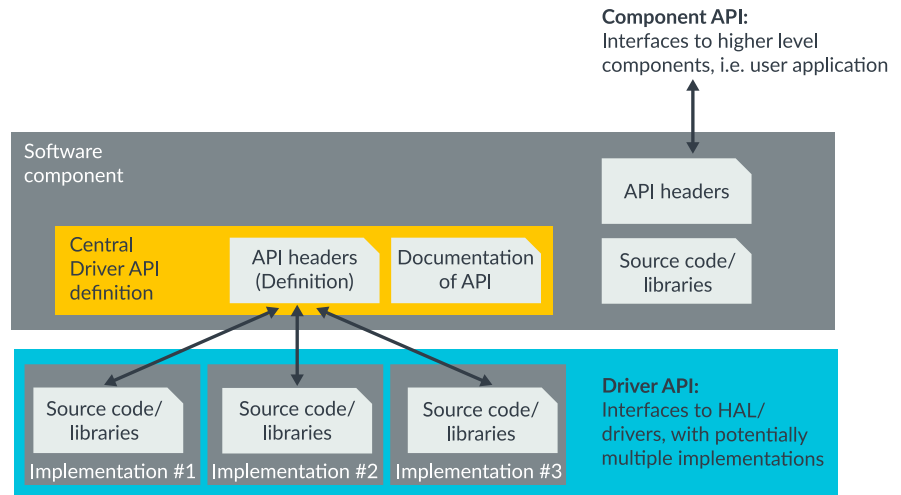 Component API:
Interfaces to higher level
components, i.e. user application
Software
component
API headers
Source code/
libraries
Central
Driver API
definition
API headers
(Definition)
Documentation
of API
Source code/
libraries
Implementation #1
Source code/
libraries
Implementation #2
Source code/
libraries
Implementation #3
Driver API:
Interfaces to HAL/
drivers, with potentially
multiple implementations